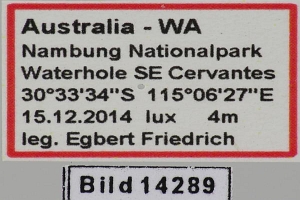 Australia - WA
Nambung Nationalpark
Waterhole SE Cervantes
30°33'34"S 115°06'27"E
15.12.2014 lux 4m
leg. Egbert Friedrich
Bild 14289